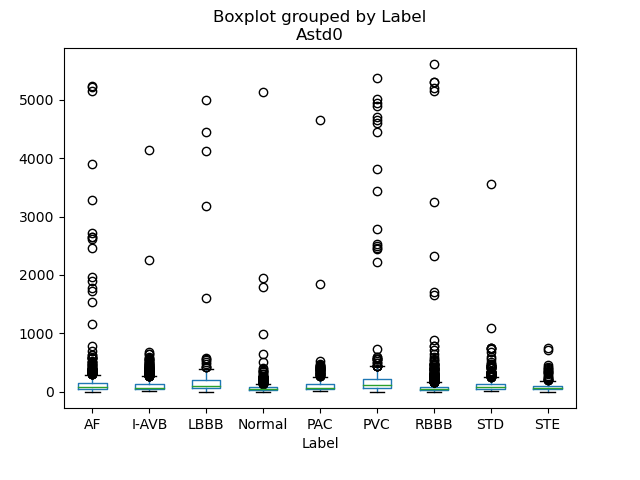 Boxplot grouped by Label
Astd0
5000
4000
3000
2000
1000
0
AF I-AVB LBBB Normal PAC PVC RBBB STD STE
Label